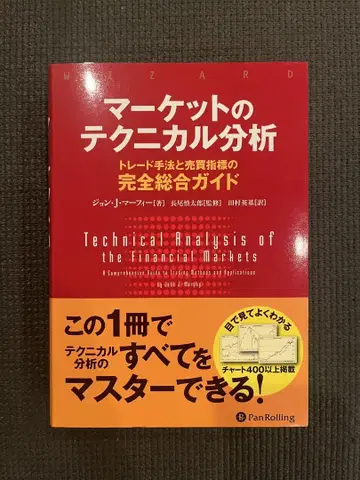 WIZARD
マーケットの
テクニカル分析
トレード手法と売買指標の
完全総合ガイド
ジョン・J・マーフィー[著] 長尾慎太郎[監修] 田村英基[訳]
Technical Analysis of
the Financial Markets
A Comprehensive Guide to Trading Methods and Applications
by John J. Murphy
この1冊で
テクニカル
分析の
すべてを
マスターできる!
目で見てよくわかる
チャート400以上掲載
PanRolling